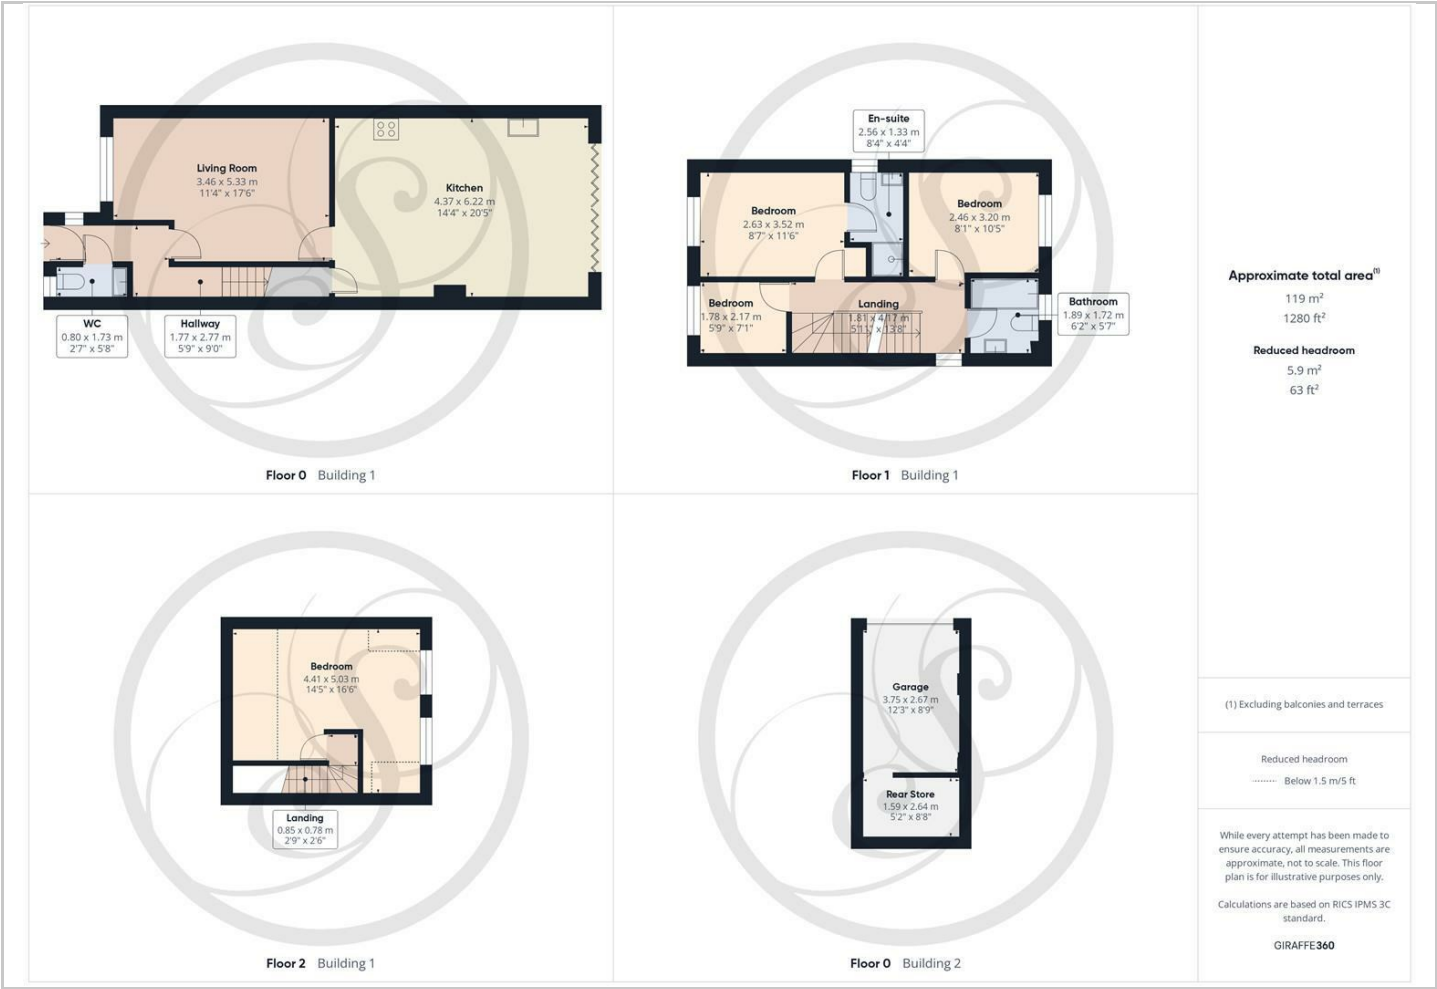 Living Room
3.46 x 5.33 m
11'4" x 17'6"
Kitchen
4.37 x 6.22 m
14'4" x 20'5"
WC
0.80 x 1.73 m
2'7" x 5'8"
Hallway
1.77 x 2.77 m
5'9" x 9'0"
Floor 0 Building 1
En-suite
2.56 x 1.33 m
8'4" x 4'4"
Bedroom
2.63 x 3.52 m
8'7" x 11'6"
Bedroom
2.46 x 3.20 m
8'1" x 10'5"
Bedroom
1.78 x 2.17 m
5'9" x 7'1"
Landing
1.81 x 4.17 m
5'11" x 13'8"
Bathroom
1.89 x 1.72 m
6'2" x 5'7"
Floor 1 Building 1
Bedroom
4.41 x 5.03 m
14'5" x 16'6"
Landing
0.85 x 0.78 m
2'9" x 2'6"
Floor 2 Building 1
Garage
3.75 x 2.67 m
12'3" x 8'9"
Rear Store
1.59 x 2.64 m
5'2" x 8'8"
Floor 0 Building 2
Approximate total area⁽¹⁾
119 m²
1280 ft²
Reduced headroom
5.9 m²
63 ft²
(1) Excluding balconies and terraces
Reduced headroom
Below 1.5 m/5 ft
While every attempt has been made to
ensure accuracy, all measurements are
approximate, not to scale. This floor
plan is for illustrative purposes only.
Calculations are based on RICS IPMS 3C
standard.
GIRAFFE360